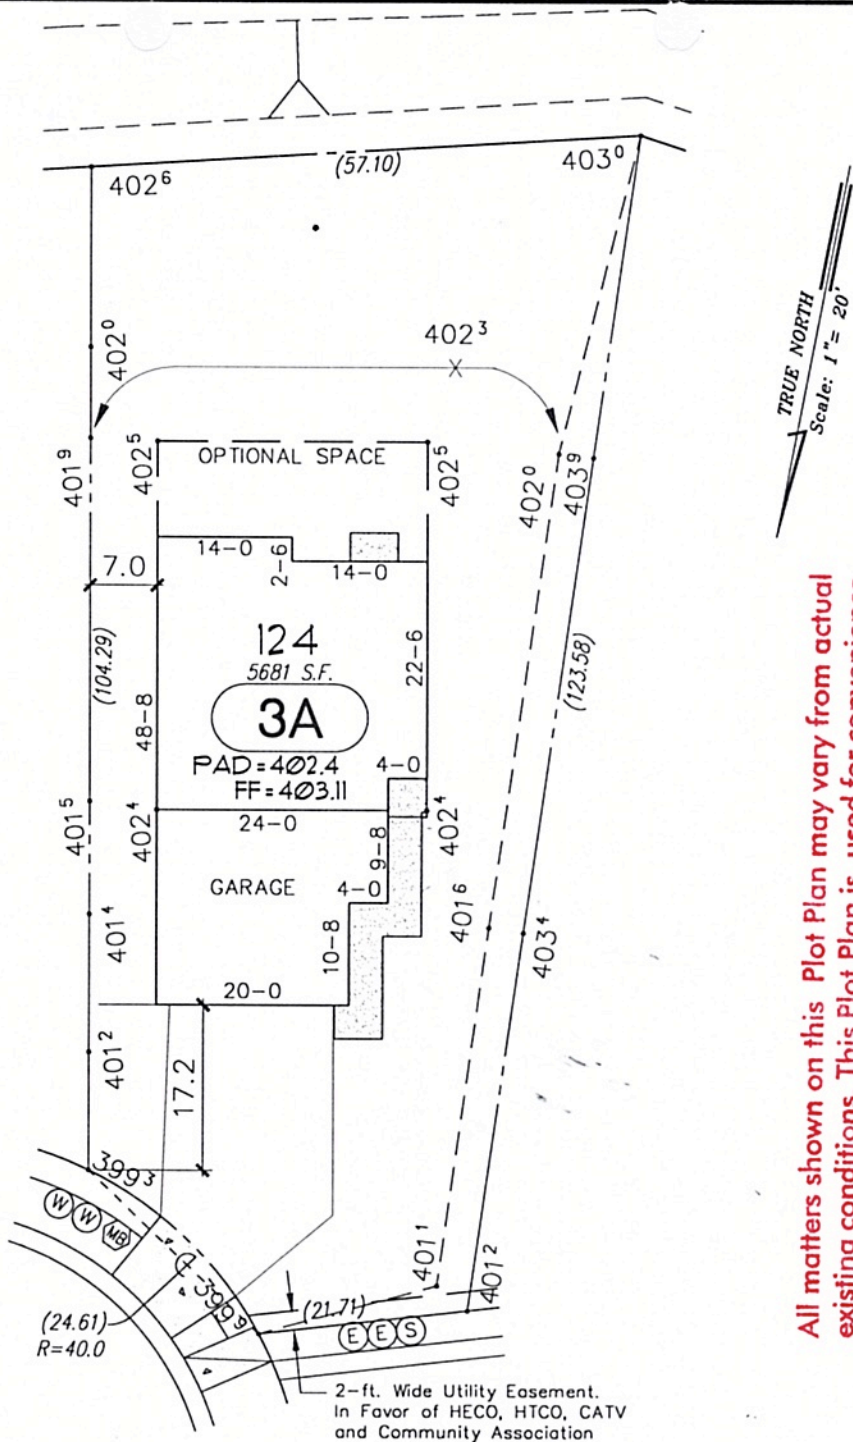 402⁶
(57.10)
403⁰
402⁰
402³
TRUE NORTH
Scale: 1"= 20'
401⁹
402⁵
OPTIONAL SPACE
402⁵
402⁰
403⁹
14-0
2-6
14-0
7.0
(104.29)
48-8
124
5681 S.F.
3A
PAD=402.4
FF=403.11
22-6
(123.58)
4-0
401⁵
402⁴
24-0
402⁴
9-8
GARAGE
4-0
401⁴
10-8
401⁶
403⁴
20-0
401²
17.2
399³
W W MB
399⁹
(24.61)
R=40.0
(21.71)
401¹
401²
E E S
2-ft. Wide Utility Easement.
In Favor of HECO, HTCO, CATV
and Community Association
All matters shown on this Plot Plan may vary from actual
existing conditions. This Plot Plan is used for convenience